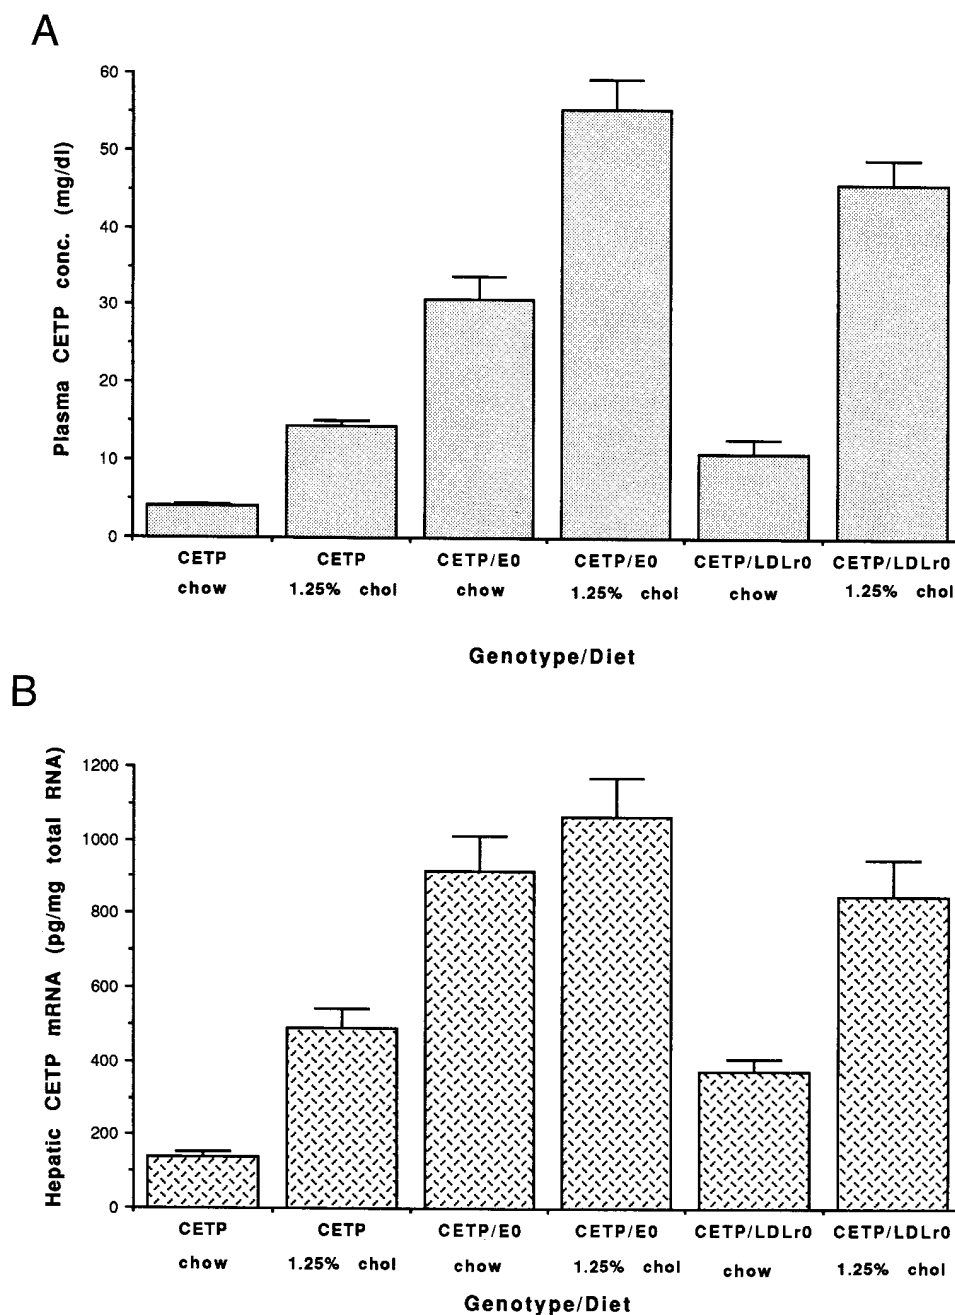 A
Plasma CETP conc. (mg/dl)
60
50
40
30
20
10
0
CETP CETP CETP/E0 CETP/E0 CETP/LDLr0 CETP/LDLr0
chow 1.25% chol chow 1.25% chol chow 1.25% chol
Genotype/Diet
B
Hepatic CETP mRNA (pg/mg total RNA)
1200
1000
800
600
400
200
0
CETP CETP CETP/E0 CETP/E0 CETP/LDLr0 CETP/LDLr0
chow 1.25% chol chow 1.25% chol chow 1.25% chol
Genotype/Diet